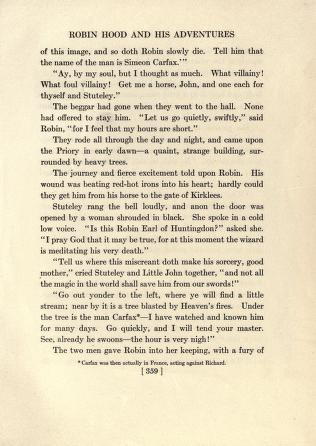 ROBIN HOOD AND HIS ADVENTURES
of this image, and so doth Robin slowly die. Tell him that
the name of the man is Simeon Carfax.'"
"Ay, by my soul, but I thought as much. What villainy!
What foul villainy! Get me a horse, John, and one each for
thyself and Stuteley."
The beggar had gone when they went to the hall. None
had offered to stay him. "Let us go quietly, swiftly," said
Robin, "for I feel that my hours are short."
They rode all through the day and night, and came upon
the Priory in early dawn—a quaint, strange building, sur-
rounded by heavy trees.
The journey and fierce excitement told upon Robin. His
wound was beating red-hot irons into his heart; hardly could
they get him from his horse to the gate of Kirklees.
Stuteley rang the bell loudly, and anon the door was
opened by a woman shrouded in black. She spoke in a cold
low voice. "Is this Robin Earl of Huntingdon?" asked she.
"I pray God that it may be true, for at this moment the wizard
is meditating his very death."
"Tell us where this miscreant doth make his sorcery, good
mother," cried Stuteley and Little John together, "and not all
the magic in the world shall save him from our swords!"
"Go out yonder to the left, where ye will find a little
stream; near by it is a tree blasted by Heaven's fires. Under
the tree is the man Carfax*—I have watched and known him
for many days. Go quickly, and I will tend your master.
See, already he swoons—the hour is very nigh!"
The two men gave Robin into her keeping, with a fury of
*Carfax was then actually in France, acting against Richard.
[ 359 ]